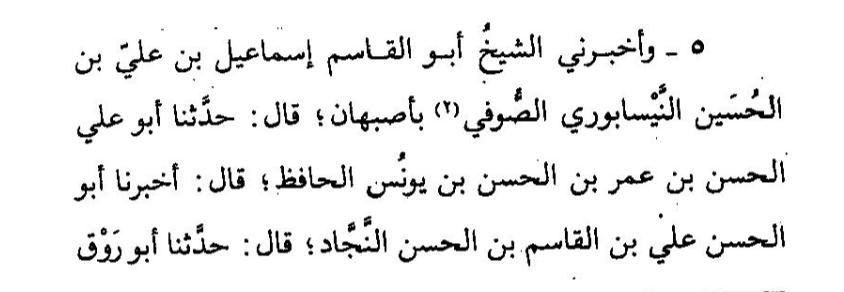 ٥ ـ وأخبرني الشيخُ أبو القاسم إسماعيل بن عليّ بن
الحُسَين النَّيْسابوري الصُّوفي(٢) بأصبهان؛ قال: حدَّثنا أبو علي
الحسن بن عمر بن الحسن بن يونُس الحافظ؛ قال: أخبرنا أبو
الحسن علي بن القاسم بن الحسن النَّجَّاد؛ قال: حدَّثنا أبو رَوْق